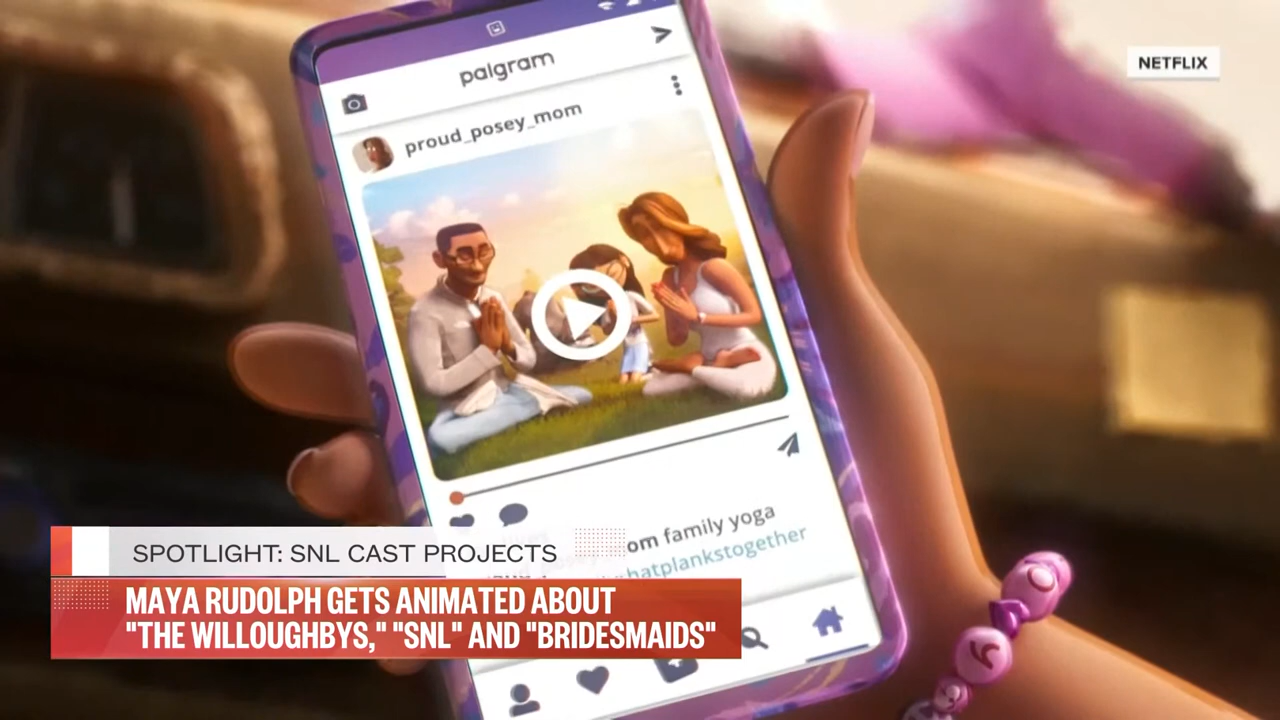 NETFLIX
palgram
proud_posey_mom
om family yoga
hatplankstogether
SPOTLIGHT: SNL CAST PROJECTS
MAYA RUDOLPH GETS ANIMATED ABOUT
"THE WILLOUGHBYS," "SNL" AND "BRIDESMAIDS"